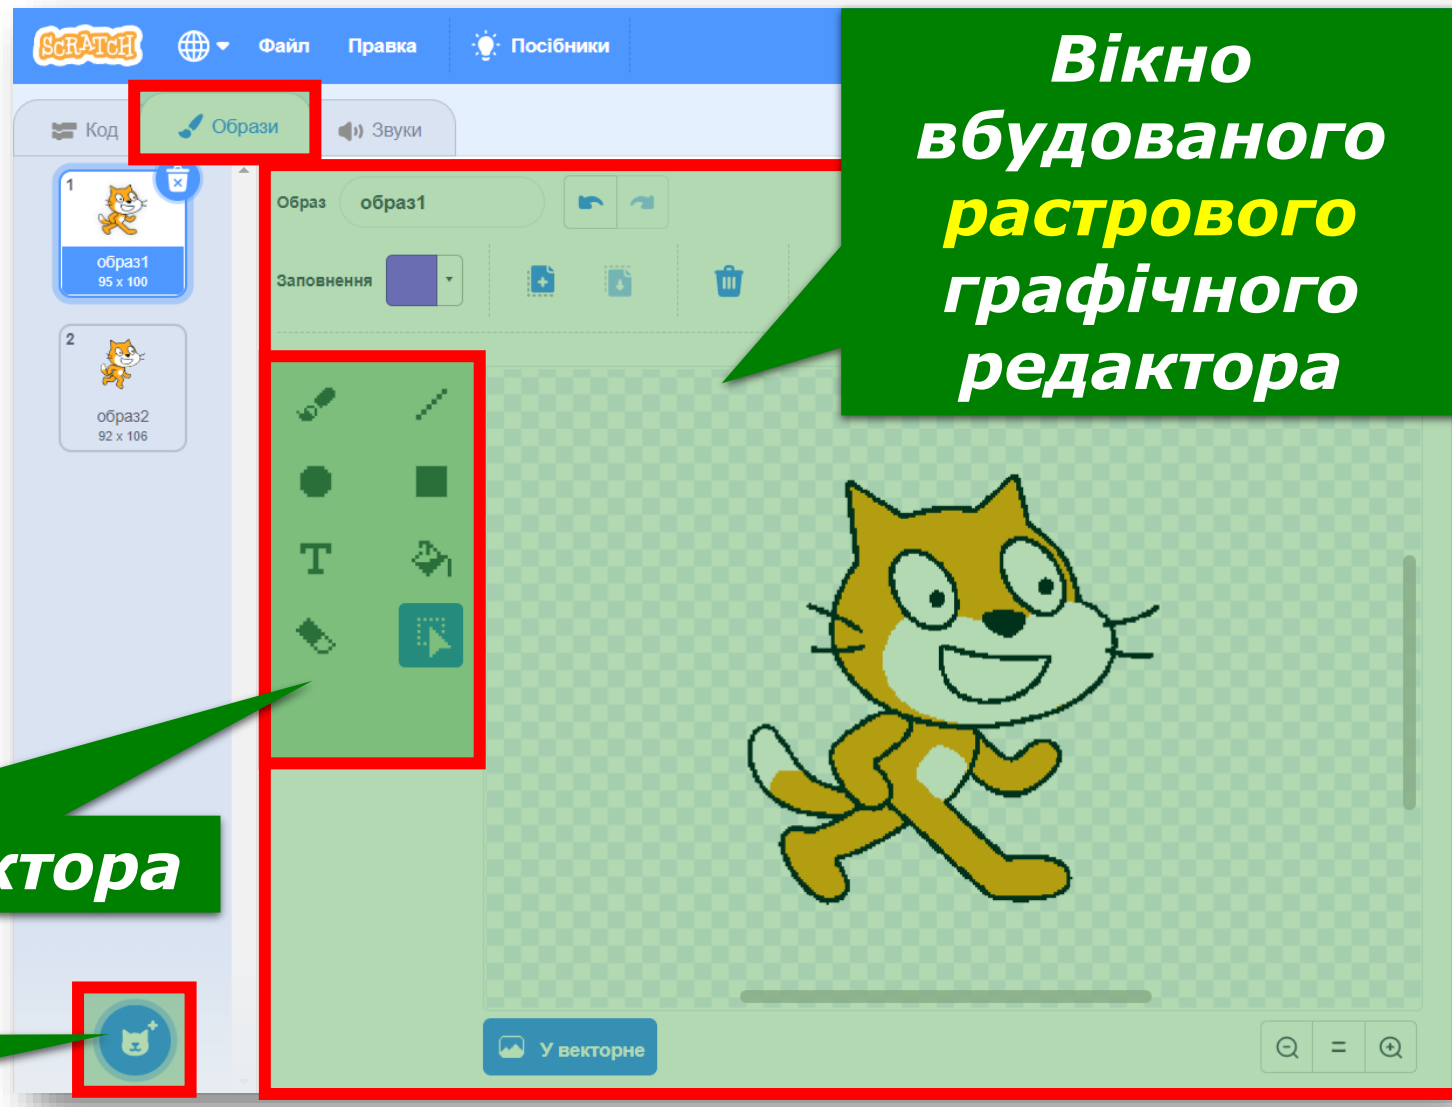 SCRATCH Файл Правка Посібники
Код Образи Звуки
Вікно
вбудованого
растрового
графічного
редактора
1
образ1
95 x 100
2
образ2
92 x 106
Образ образ1
Заповнення
T
ктора
У векторне